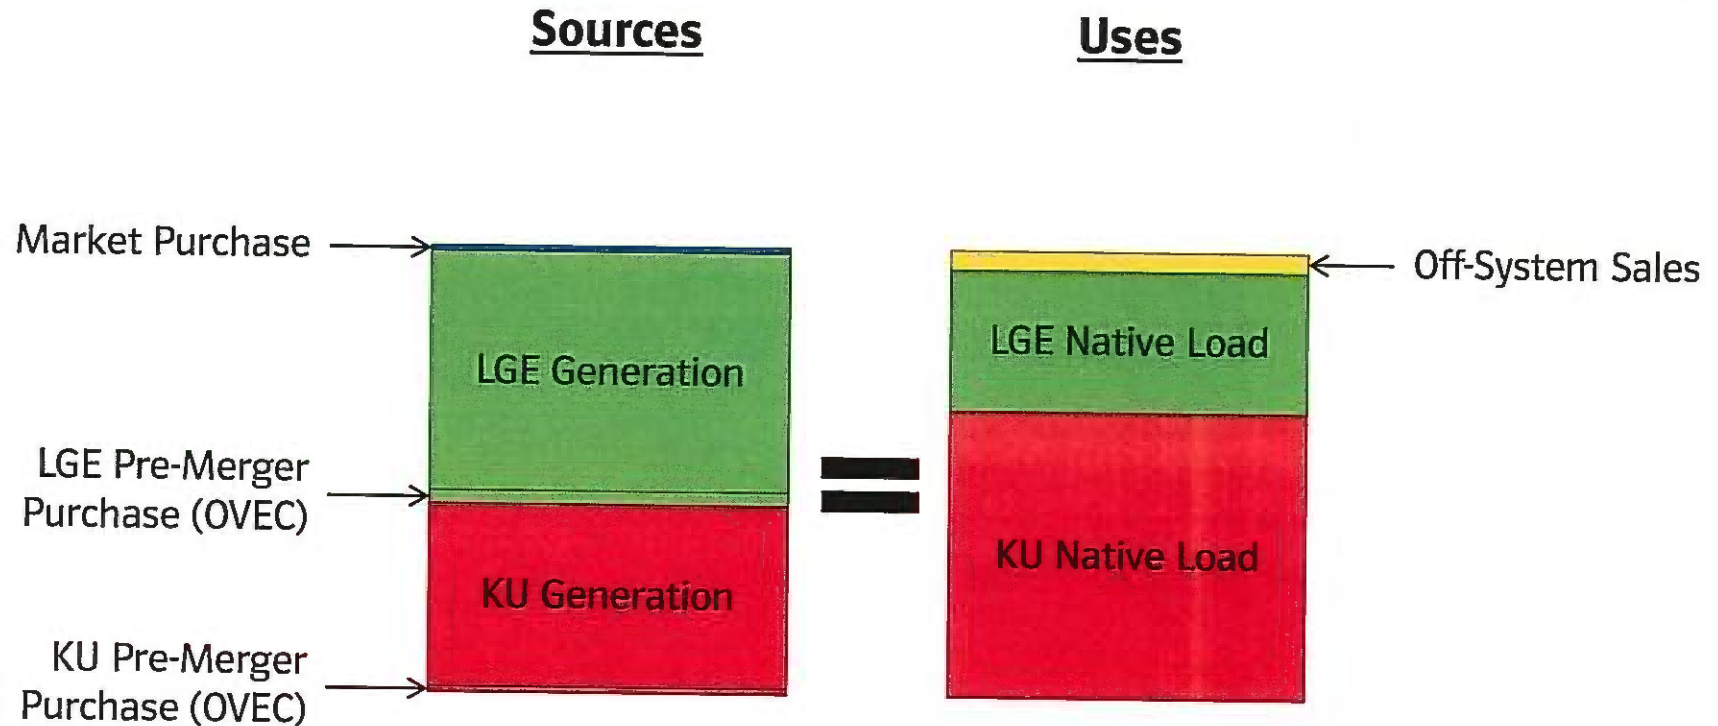 Sources
Uses
Market Purchase
Off-System Sales
LGE Generation
LGE Native Load
LGE Pre-Merger
Purchase (OVEC)
KU Generation
KU Native Load
KU Pre-Merger
Purchase (OVEC)